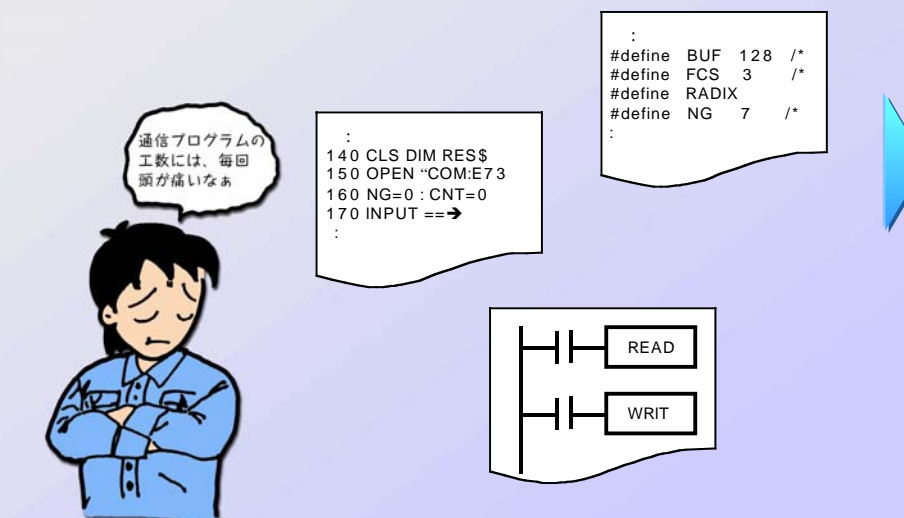 通信プログラムの
工数には、毎回
頭が痛いなぁ
:
140 CLS DIM RES$
150 OPEN “COM:E73
160 NG=0 : CNT=0
170 INPUT ==➔
:
:
#define BUF 128 /*
#define FCS 3 /*
#define RADIX
#define NG 7 /*
:
READ
WRIT